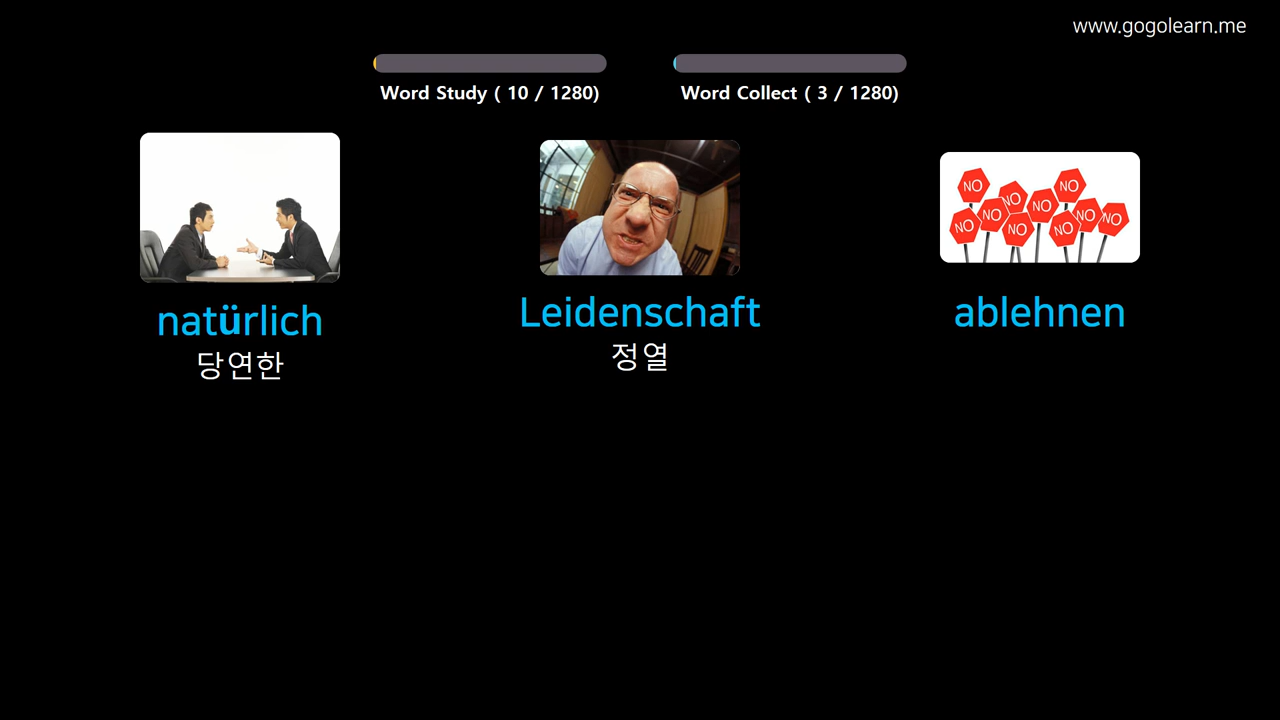 www.gogolearn.me
Word Study ( 10 / 1280)
Word Collect ( 3 / 1280)
NO NO NO NO NO NO NO NO NO NO
natürlich
당연한
Leidenschaft
정열
ablehnen